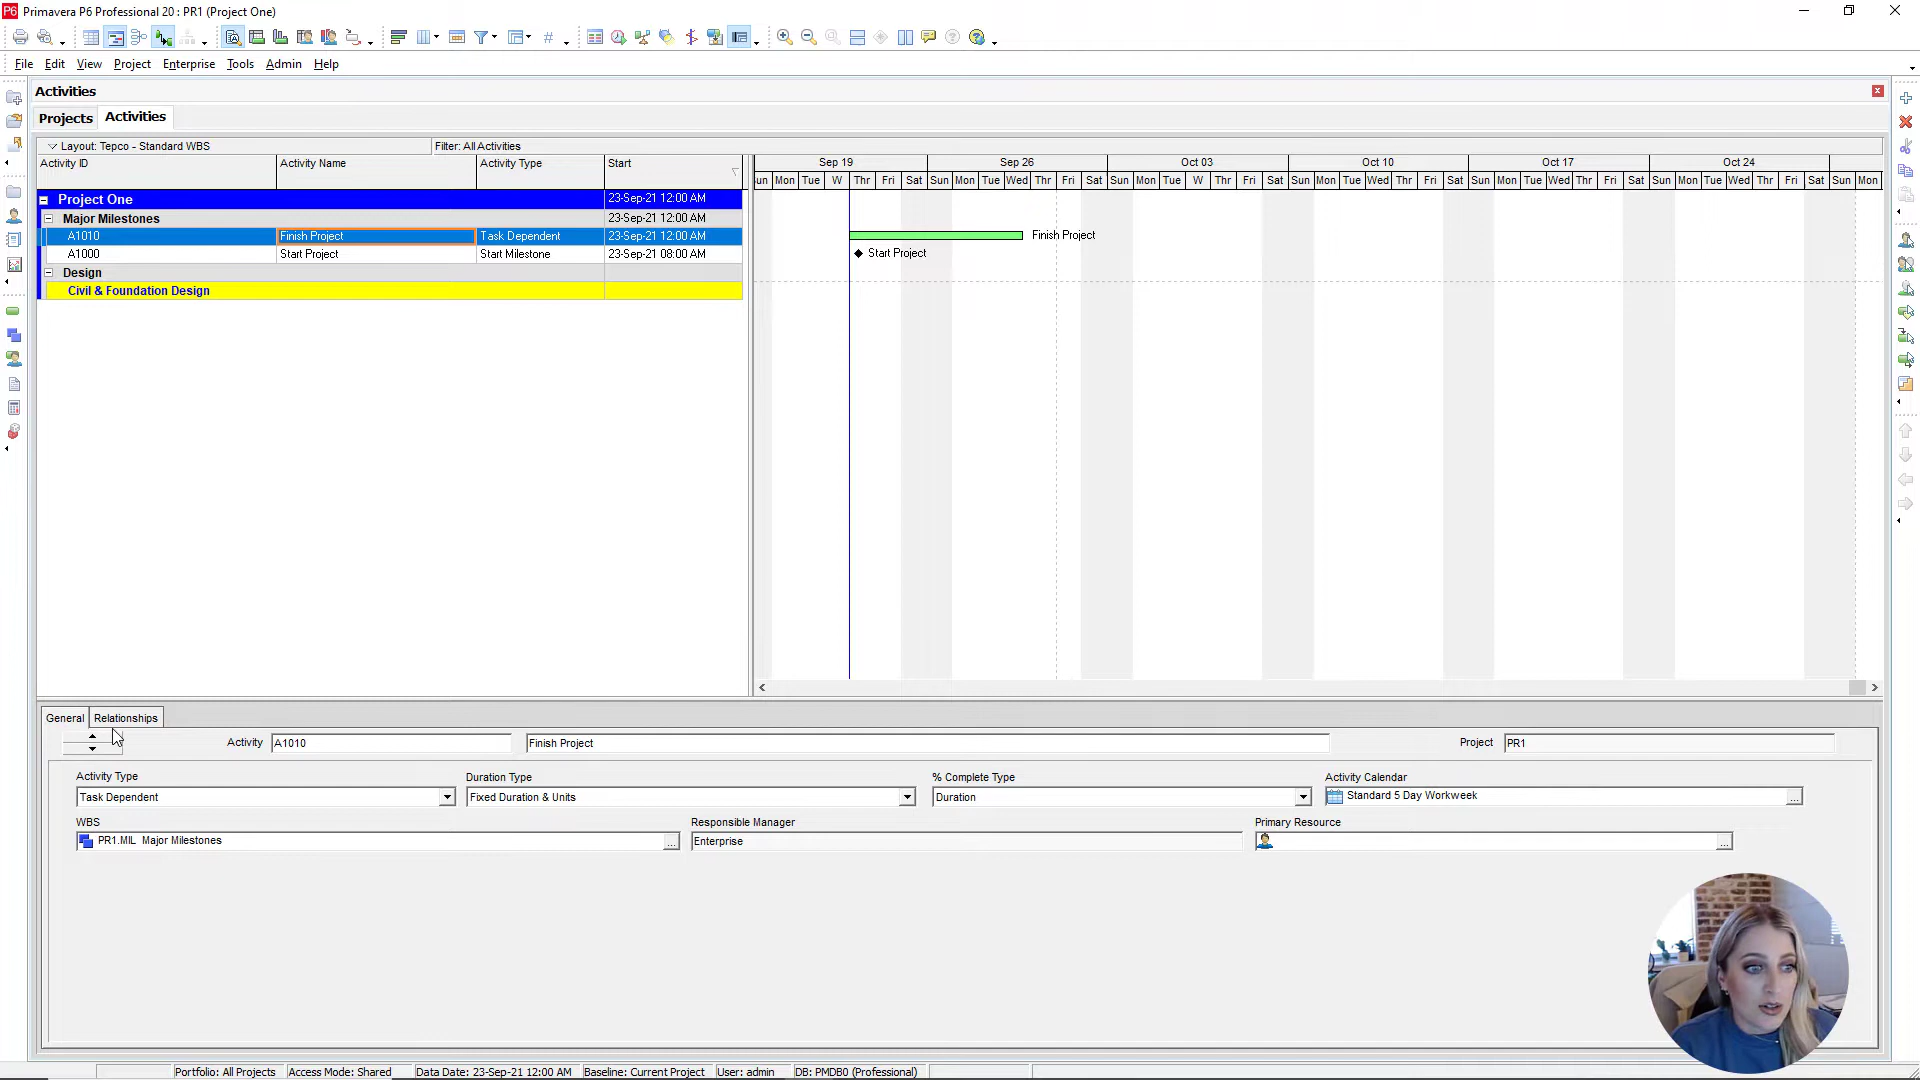 Primavera P6 Professional 20 : PR1 (Project One)
File Edit View Project Enterprise Tools Admin Help
Activities
Projects Activities
Layout: Tepco - Standard WBS Filter: All Activities
Activity ID Activity Name Activity Type Start
Sep 19 Sep 26 Oct 03 Oct 10 Oct 17 Oct 24
un Mon Tue W Thr Fri Sat Sun Mon Tue Wed Thr Fri Sat Sun Mon Tue W Thr Fri Sat Sun Mon Tue Wed Thr Fri Sat Sun Mon Tue Wed Thr Fri Sat Sun Mon Tue Wed Thr Fri Sat Sun Mon
Project One 23-Sep-21 12:00 AM
Major Milestones 23-Sep-21 12:00 AM
A1010 Finish Project Task Dependent 23-Sep-21 12:00 AM Finish Project
A1000 Start Project Start Milestone 23-Sep-21 08:00 AM Start Project
Design
Civil & Foundation Design
General Relationships
Activity A1010 Finish Project Project PR1
Activity Type Duration Type % Complete Type Activity Calendar
Task Dependent Fixed Duration & Units Duration Standard 5 Day Workweek
WBS Responsible Manager Primary Resource
PR1.MIL Major Milestones Enterprise
Portfolio: All Projects Access Mode: Shared Data Date: 23-Sep-21 12:00 AM Baseline: Current Project User: admin DB: PMDB0 (Professional)